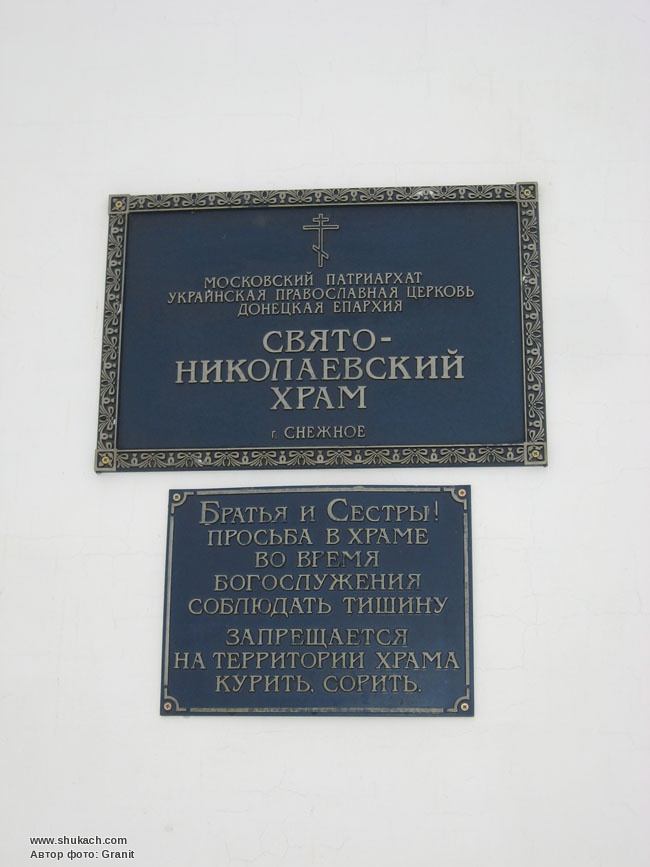 МОСКОВСКИЙ ПАТРИАРХАТ
УКРАИНСКАЯ ПРАВОСЛАВНАЯ ЦЕРКОВЬ
ДОНЕЦКАЯ ЕПАРХИЯ
СВЯТО-
НИКОЛАЕВСКИЙ
ХРАМ
г. СНЕЖНОЕ
БРАТЬЯ И СЕСТРЫ!
ПРОСЬБА В ХРАМЕ
ВО ВРЕМЯ
БОГОСЛУЖЕНИЯ
СОБЛЮДАТЬ ТИШИНУ
ЗАПРЕЩАЕТСЯ
НА ТЕРРИТОРИИ ХРАМА
КУРИТЬ, СОРИТЬ.
www.shukach.com
Автор фото: Granit